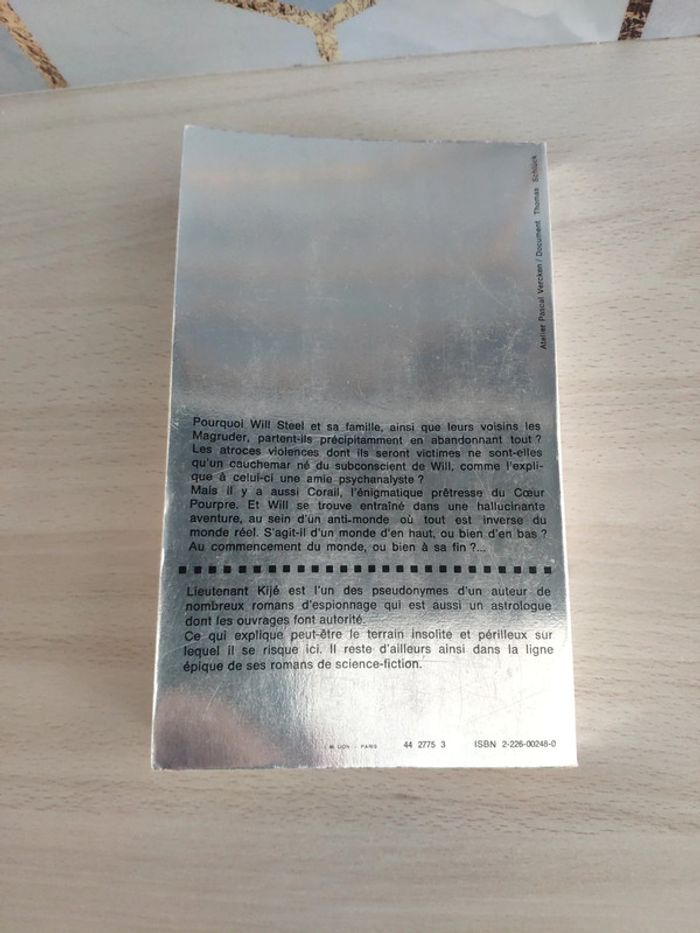 Atelier Pascal Vercken / Document Thomas Schlück
Pourquoi Will Steel et sa famille, ainsi que leurs voisins les
Magruder, partent-ils précipitamment en abandonnant tout ?
Les atroces violences dont ils seront victimes ne sont-elles
qu'un cauchemar né du subconscient de Will, comme l'expli-
que à celui-ci une amie psychanalyste ?
Mais il y a aussi Corail, l'énigmatique prêtresse du Cœur
Pourpre. Et Will se trouve entraîné dans une hallucinante
aventure, au sein d'un anti-monde où tout est inverse du
monde réel. S'agit-il d'un monde d'en haut, ou bien d'en bas ?
Au commencement du monde, ou bien à sa fin ?...
Lieutenant Kijé est l'un des pseudonymes d'un auteur de
nombreux romans d'espionnage qui est aussi un astrologue
dont les ouvrages font autorité.
Ce qui explique peut-être le terrain insolite et périlleux sur
lequel il se risque ici. Il reste d'ailleurs ainsi dans la ligne
épique de ses romans de science-fiction.
LION - PARIS 44 2775 3 ISBN 2-226-00248-0